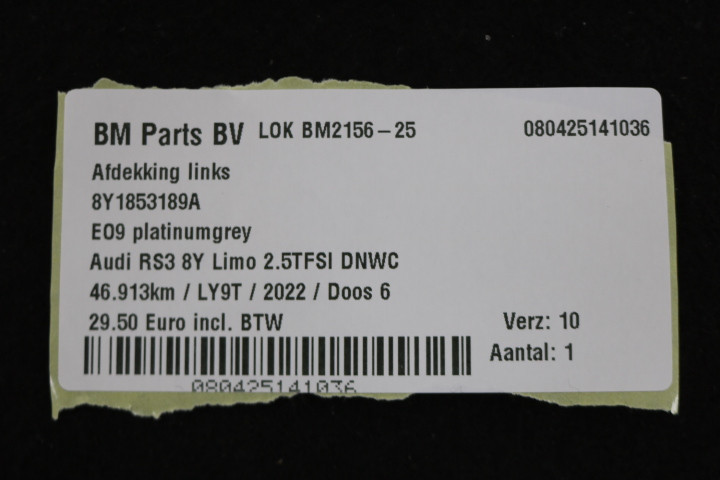 BM Parts BV LOK BM2156-25 080425141036
Afdekking links
8Y1853189A
E09 platinumgrey
Audi RS3 8Y Limo 2.5TFSI DNWC
46.913km / LY9T / 2022 / Doos 6
29.50 Euro incl. BTW Verz: 10
Aantal: 1
080425141036